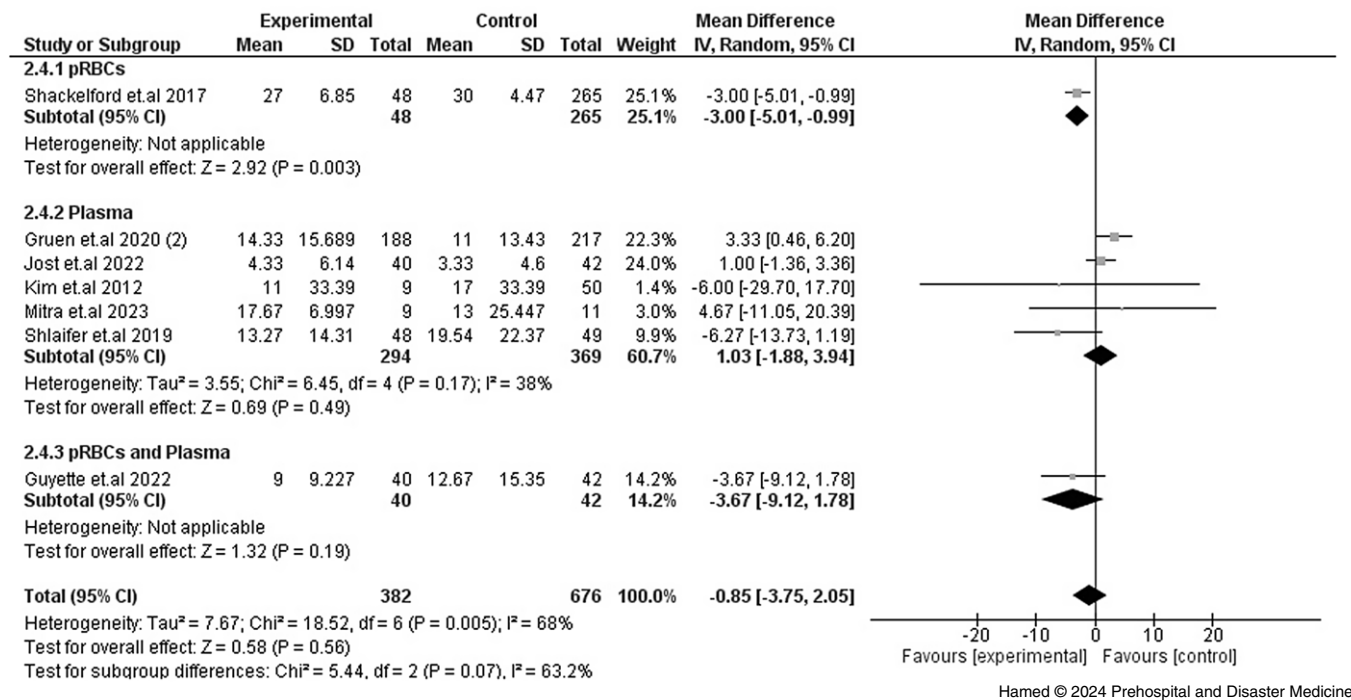 Experimental Control Mean Difference Mean Difference
Study or Subgroup Mean SD Total Mean SD Total Weight IV, Random, 95% CI IV, Random, 95% CI
2.4.1 pRBCs
Shackelford et.al 2017 27 6.85 48 30 4.47 265 25.1% -3.00 [-5.01, -0.99]
Subtotal (95% CI) 48 265 25.1% -3.00 [-5.01, -0.99]
Heterogeneity: Not applicable
Test for overall effect: Z = 2.92 (P = 0.003)
2.4.2 Plasma
Gruen et.al 2020 (2) 14.33 15.689 188 11 13.43 217 22.3% 3.33 [0.46, 6.20]
Jost et.al 2022 4.33 6.14 40 3.33 4.6 42 24.0% 1.00 [-1.36, 3.36]
Kim et.al 2012 11 33.39 9 17 33.39 50 1.4% -6.00 [-29.70, 17.70]
Mitra et.al 2023 17.67 6.997 9 13 25.447 11 3.0% 4.67 [-11.05, 20.39]
Shlaifer et.al 2019 13.27 14.31 48 19.54 22.37 49 9.9% -6.27 [-13.73, 1.19]
Subtotal (95% CI) 294 369 60.7% 1.03 [-1.88, 3.94]
Heterogeneity: Tau² = 3.55; Chi² = 6.45, df = 4 (P = 0.17); I² = 38%
Test for overall effect: Z = 0.69 (P = 0.49)
2.4.3 pRBCs and Plasma
Guyette et.al 2022 9 9.227 40 12.67 15.35 42 14.2% -3.67 [-9.12, 1.78]
Subtotal (95% CI) 40 42 14.2% -3.67 [-9.12, 1.78]
Heterogeneity: Not applicable
Test for overall effect: Z = 1.32 (P = 0.19)
Total (95% CI) 382 676 100.0% -0.85 [-3.75, 2.05]
Heterogeneity: Tau² = 7.67; Chi² = 18.52, df = 6 (P = 0.005); I² = 68%
Test for overall effect: Z = 0.58 (P = 0.56)
Test for subgroup differences: Chi² = 5.44, df = 2 (P = 0.07), I² = 63.2%
-20 -10 0 10 20
Favours [experimental] Favours [control]
Hamed © 2024 Prehospital and Disaster Medicine